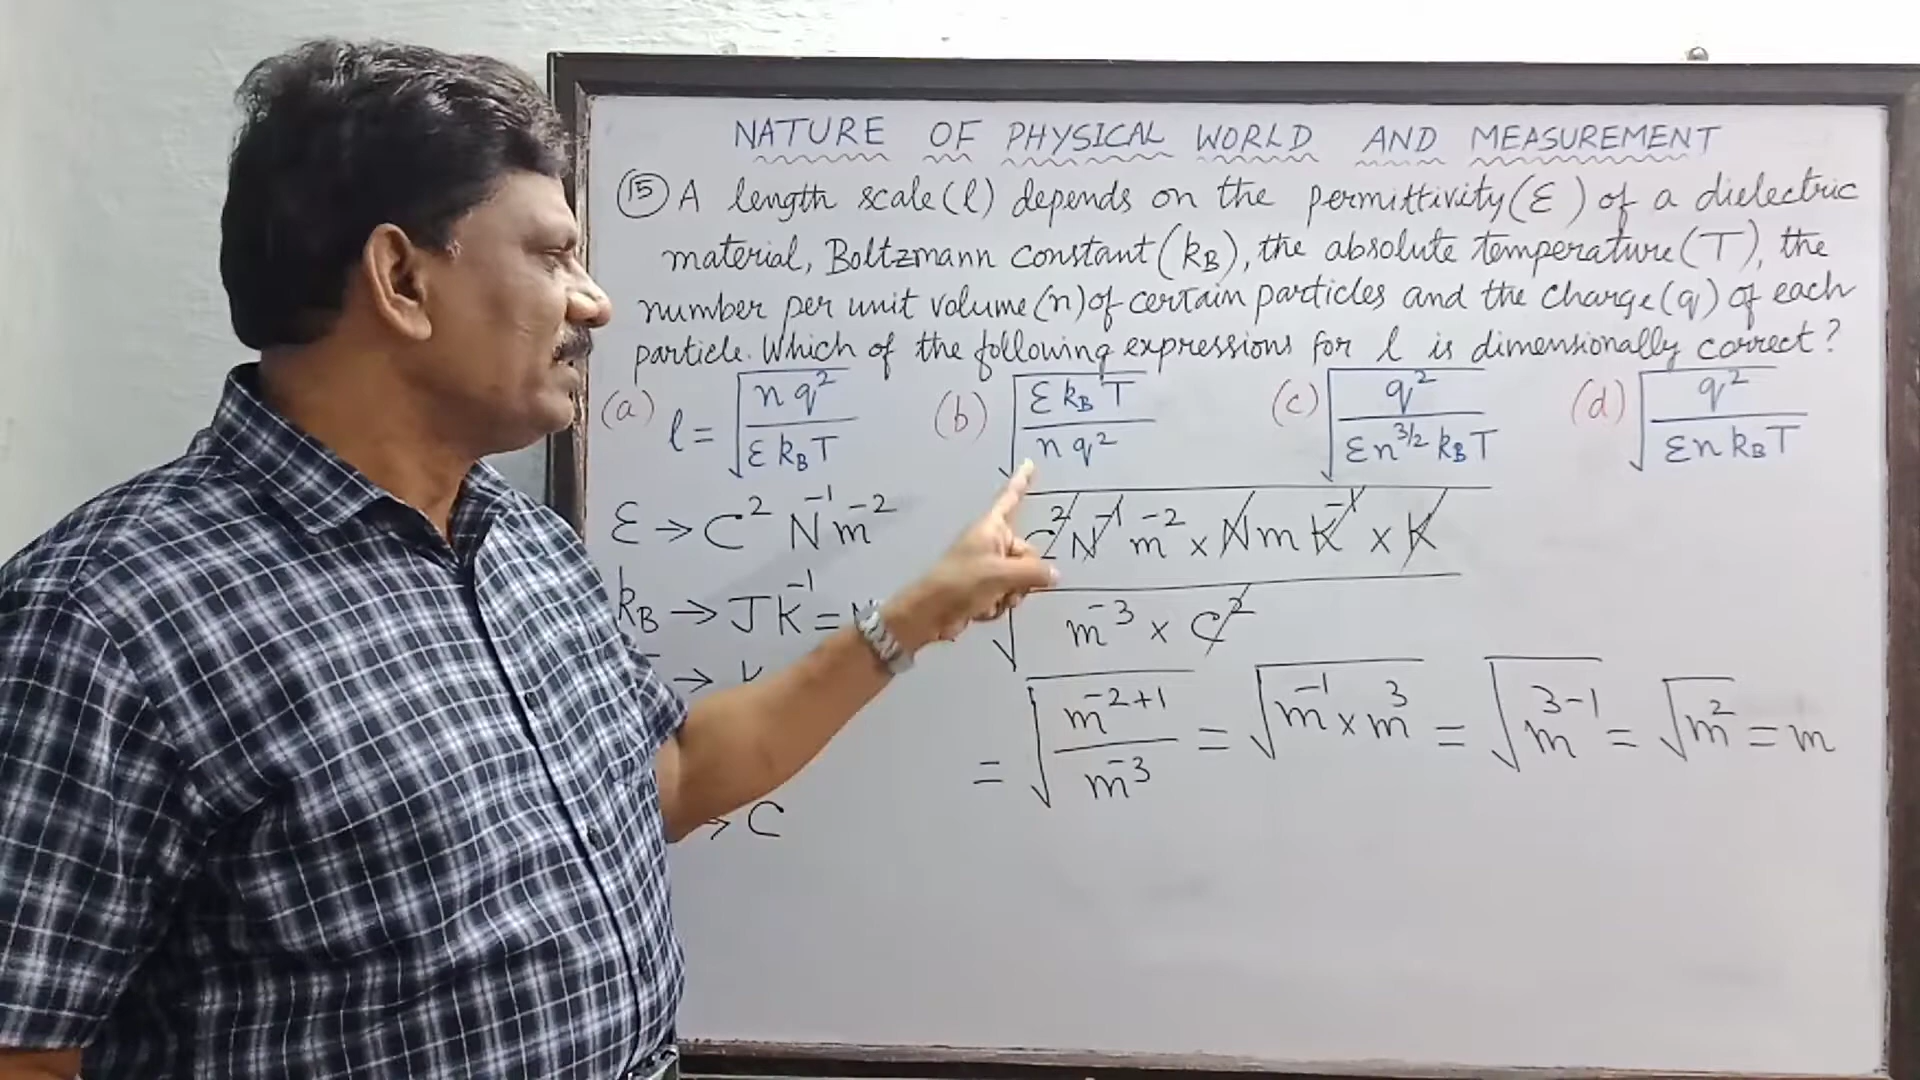 NATURE OF PHYSICAL WORLD AND MEASUREMENT
(15) A length scale(l) depends on the permittivity(ε) of a dielectric
material, Boltzmann constant(kB), the absolute temperature(T), the
number per unit volume(n) of certain particles and the charge(q) of each
particle. Which of the following expressions for l is dimensionally correct?
(a) l = √(nq²/εkBT) (b) √(εkBT/nq²) (c) √(q²/εn^3/2 kBT) (d) √(q²/εnkBT)
ε → C² N⁻¹ m⁻²
√(C² N⁻¹ m⁻² × N m K⁻¹ × K / m⁻³ × C²)
kB → J K⁻¹ =
= √(m⁻²⁺¹/m⁻³) = √(m⁻¹ × m³) = √(m³⁻¹) = √m² = m
→ C